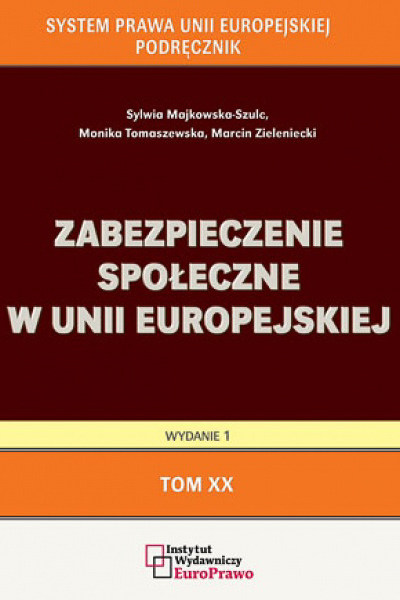 SYSTEM PRAWA UNII EUROPEJSKIEJ
PODRĘCZNIK
Sylwia Majkowska-Szulc,
Monika Tomaszewska, Marcin Zieleniecki
ZABEZPIECZENIE
SPOŁECZNE
W UNII EUROPEJSKIEJ
WYDANIE 1
TOM XX
Instytut
Wydawniczy
EuroPrawo